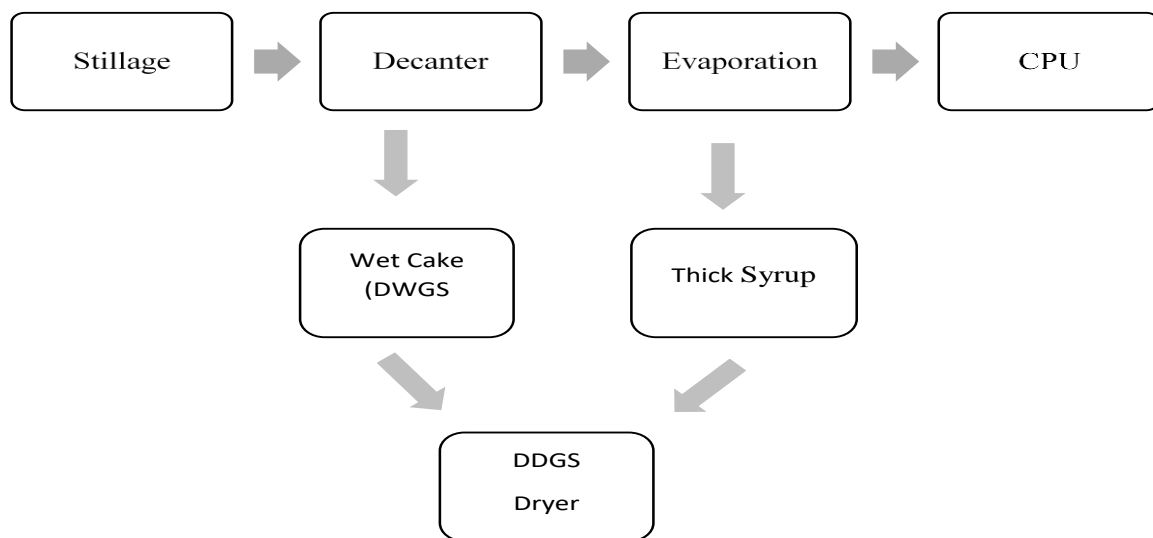 Stillage
Decanter
Evaporation
CPU
Wet Cake
(DWGS
Thick Syrup
DDGS
Dryer